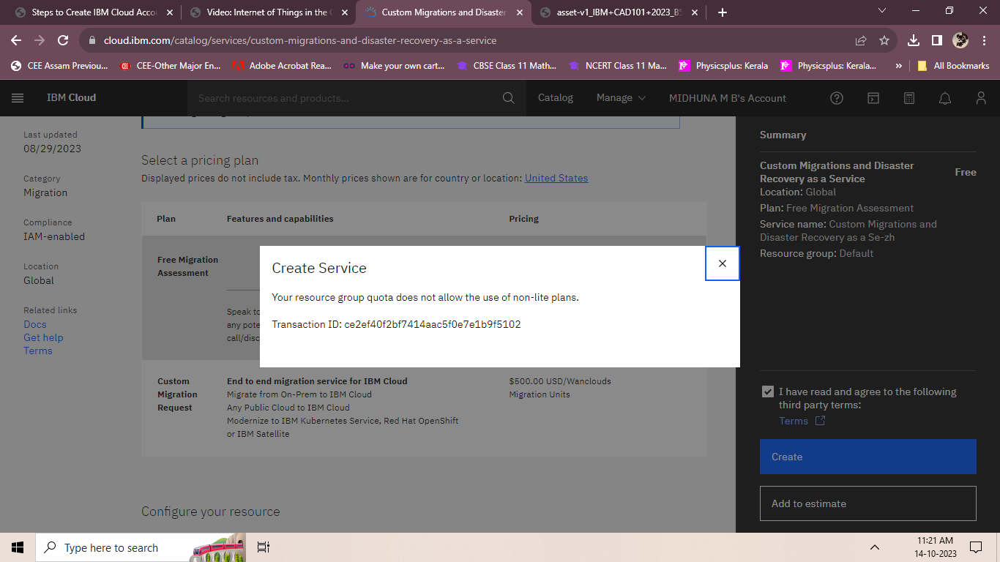 Steps to Create IBM Cloud Acco
Video: Internet of Things in the
Custom Migrations and Disaster
asset-v1_IBM+CAD101+2023_BS
cloud.ibm.com/catalog/services/custom-migrations-and-disaster-recovery-as-a-service
CEE Assam Previou...
CEE-Other Major En...
Adobe Acrobat Rea...
Make your own cart...
CBSE Class 11 Math...
NCERT Class 11 Ma...
Physicsplus: Kerala
Physicsplus: Kerala...
»
All Bookmarks
IBM Cloud
Search resources and products...
Catalog
Manage
MIDHUNA M B's Account
Last updated
08/29/2023
Category
Migration
Compliance
IAM-enabled
Location
Global
Related links
Docs
Get help
Terms
Select a pricing plan
Displayed prices do not include tax. Monthly prices shown are for country or location: United States
Plan
Features and capabilities
Pricing
Free Migration
Assessment
Speak to
any pote
call/disc
Create Service
Your resource group quota does not allow the use of non-lite plans.
Transaction ID: ce2ef40f2bf7414aac5f0e7e1b9f5102
Custom
Migration
Request
End to end migration service for IBM Cloud
Migrate from On-Prem to IBM Cloud
Any Public Cloud to IBM Cloud
Modernize to IBM Kubernetes Service, Red Hat OpenShift
or IBM Satellite
$500.00 USD/Wanclouds
Migration Units
Configure your resource
Summary
Custom Migrations and Disaster
Recovery as a Service
Free
Location: Global
Plan: Free Migration Assessment
Service name: Custom Migrations and
Disaster Recovery as a Se-zh
Resource group: Default
I have read and agree to the following
third party terms:
Terms
Create
Add to estimate
Type here to search
11:21 AM
14-10-2023